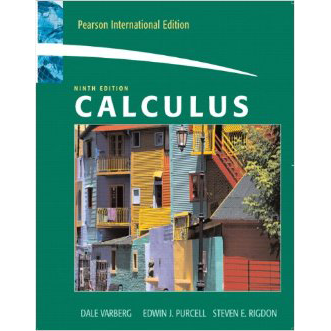 Pearson International Edition
NINTH EDITION
CALCULUS
DALE VARBERG EDWIN J. PURCELL STEVEN E. RIGDON